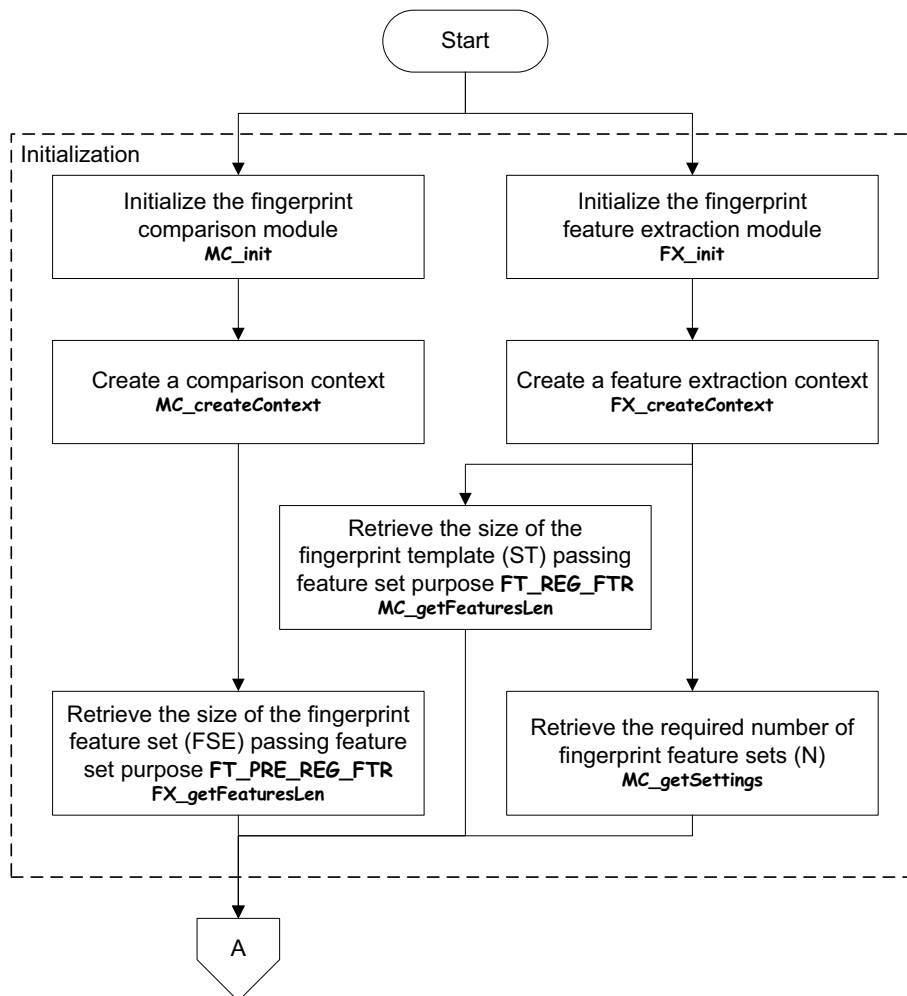 Start
Initialization
Initialize the fingerprint
comparison module
MC_init
Initialize the fingerprint
feature extraction module
FX_init
Create a comparison context
MC_createContext
Create a feature extraction context
FX_createContext
Retrieve the size of the
fingerprint template (ST) passing
feature set purpose FT_REG_FTR
MC_getFeaturesLen
Retrieve the size of the fingerprint
feature set (FSE) passing feature
set purpose FT_PRE_REG_FTR
FX_getFeaturesLen
Retrieve the required number of
fingerprint feature sets (N)
MC_getSettings
A